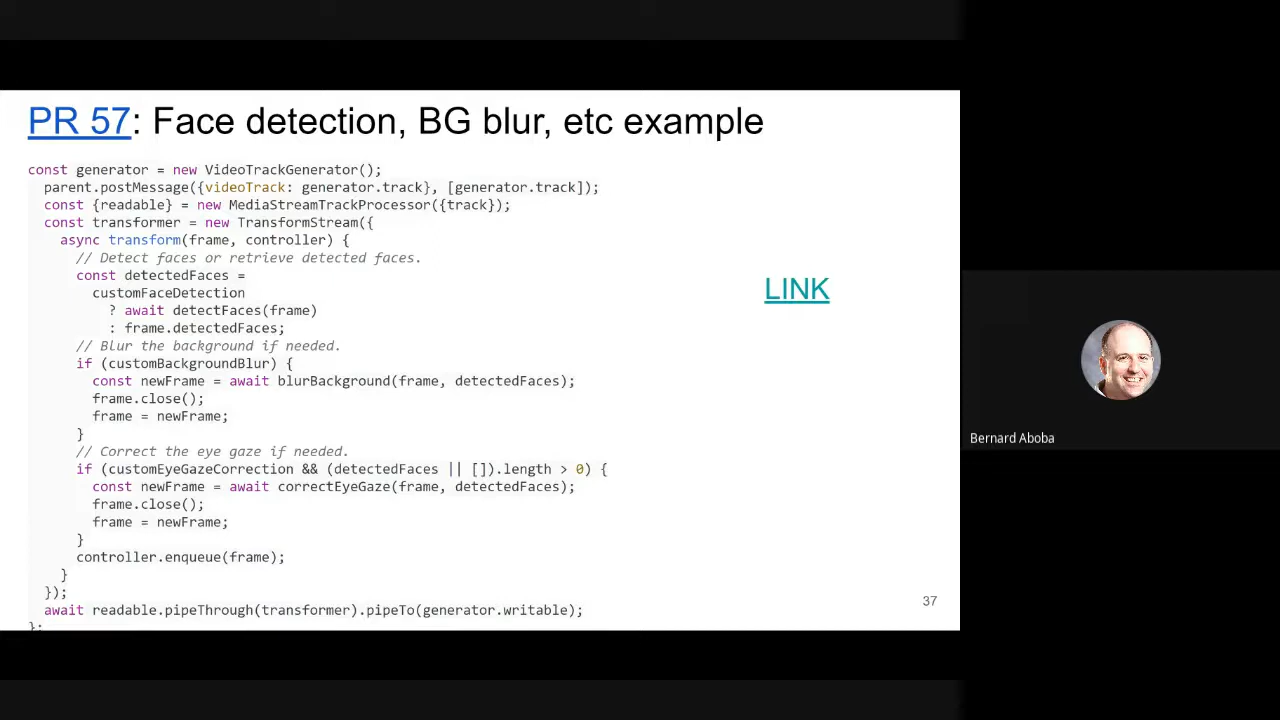 PR 57: Face detection, BG blur, etc example
const generator = new VideoTrackGenerator();
parent.postMessage({videoTrack: generator.track}, [generator.track]);
const {readable} = new MediaStreamTrackProcessor({track});
const transformer = new TransformStream({
async transform(frame, controller) {
// Detect faces or retrieve detected faces.
const detectedFaces =
customFaceDetection
? await detectFaces(frame)
: frame.detectedFaces;
// Blur the background if needed.
if (customBackgroundBlur) {
const newFrame = await blurBackground(frame, detectedFaces);
frame.close();
frame = newFrame;
}
// Correct the eye gaze if needed.
if (customEyeGazeCorrection && (detectedFaces || []).length > 0) {
const newFrame = await correctEyeGaze(frame, detectedFaces);
frame.close();
frame = newFrame;
}
controller.enqueue(frame);
}
});
await readable.pipeThrough(transformer).pipeTo(generator.writable);
};
LINK
37
Bernard Aboba